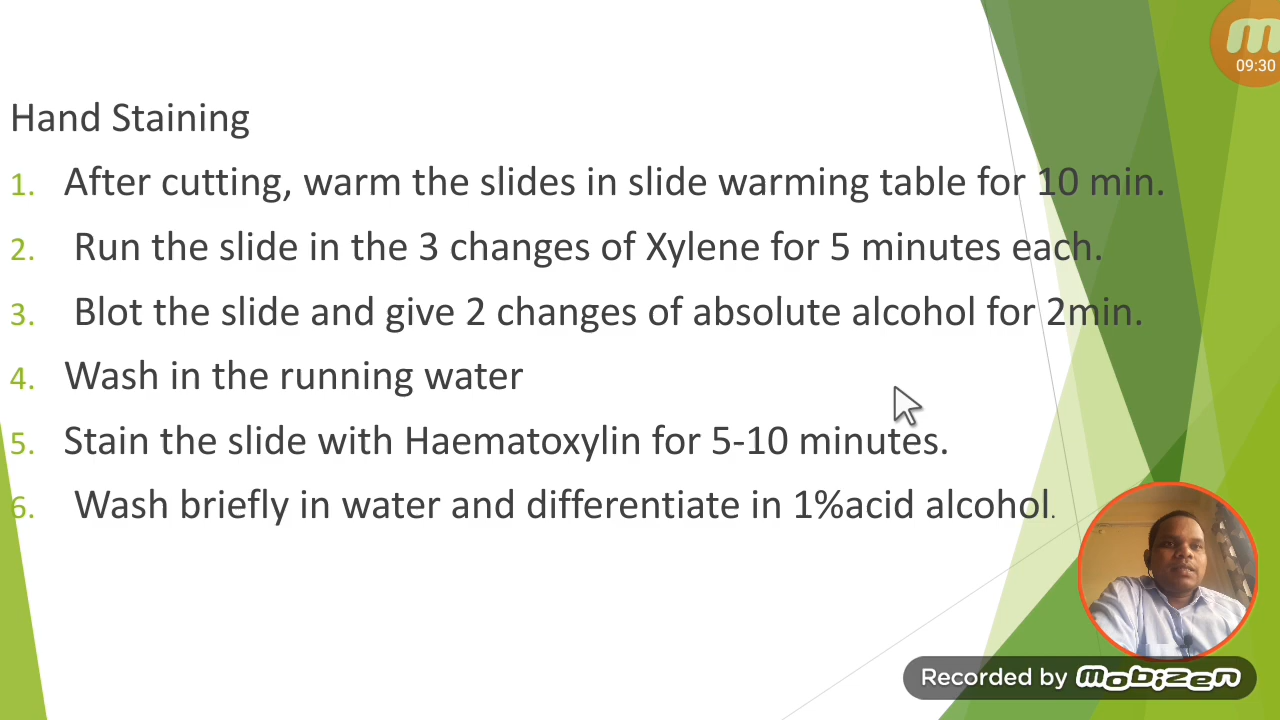 m
09:30
Hand Staining
1. After cutting, warm the slides in slide warming table for 10 min.
2. Run the slide in the 3 changes of Xylene for 5 minutes each.
3. Blot the slide and give 2 changes of absolute alcohol for 2min.
4. Wash in the running water
5. Stain the slide with Haematoxylin for 5-10 minutes.
6. Wash briefly in water and differentiate in 1%acid alcohol.
Recorded by mobizen